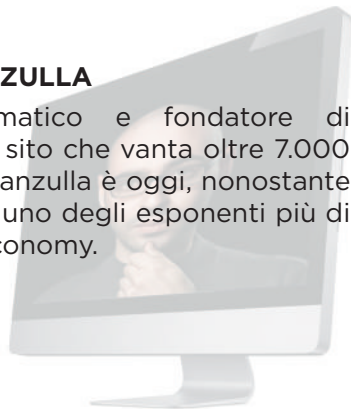 ZULLA
matico e fondatore di
sito che vanta oltre 7.000
anzulla è oggi, nonostante
uno degli esponenti più di
conomy.